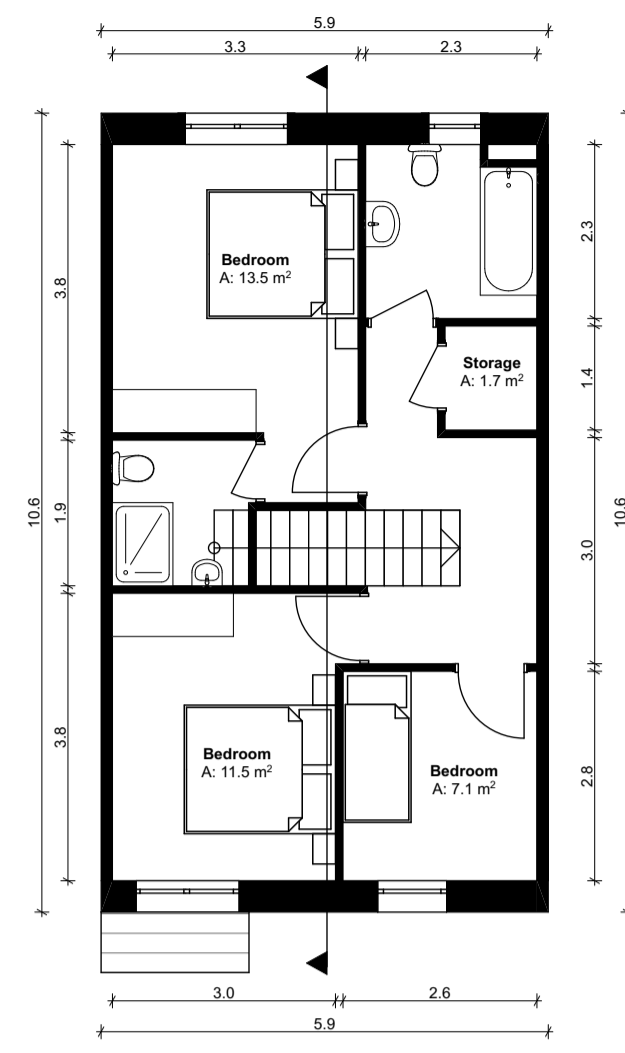 5.9
3.3
2.3
Bedroom
A: 13.5 m²
2.3
3.8
Storage
A: 1.7 m²
1.4
10.6
1.9
3.0
10.6
Bedroom
A: 11.5 m²
Bedroom
A: 7.1 m²
3.8
2.8
3.0
2.6
5.9